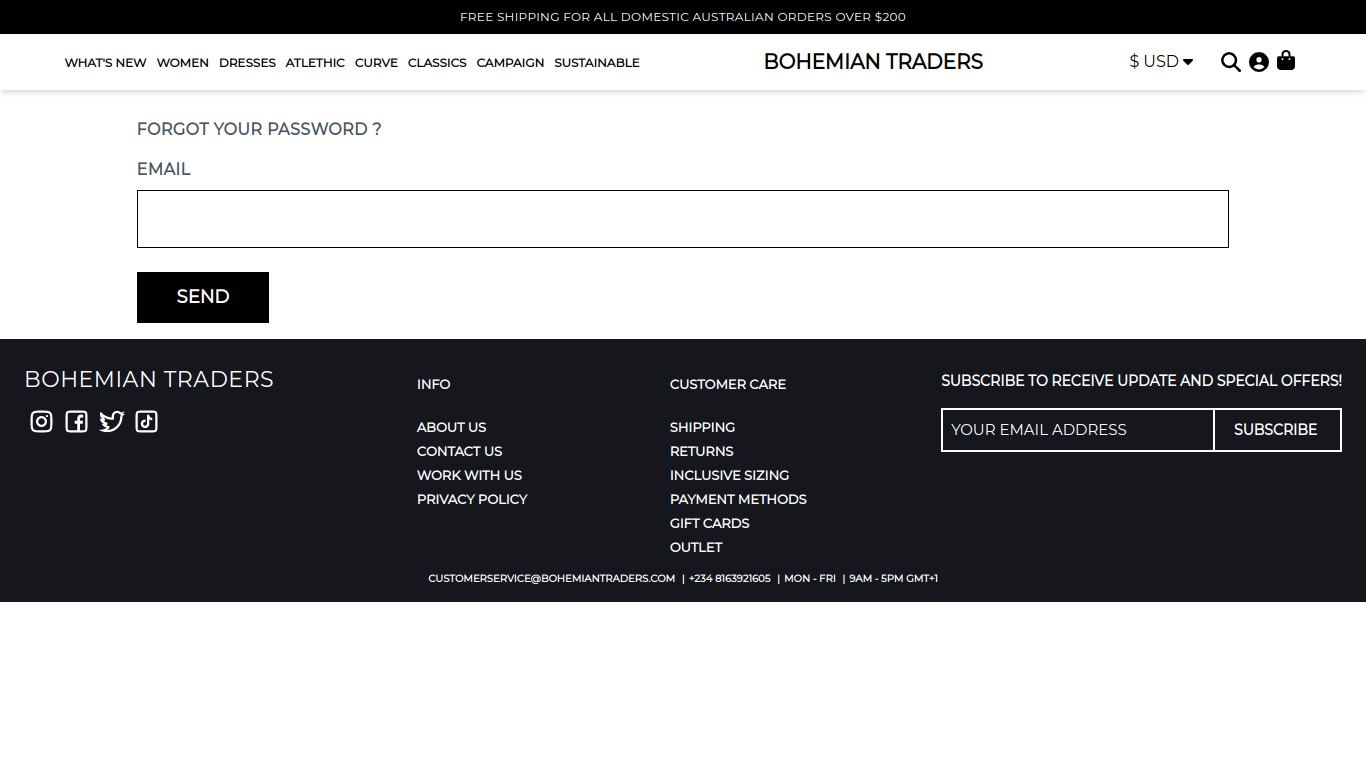 FREE SHIPPING FOR ALL DOMESTIC AUSTRALIAN ORDERS OVER $200
WHAT'S NEW WOMEN DRESSES ATLETHIC CURVE CLASSICS CAMPAIGN SUSTAINABLE
BOHEMIAN TRADERS
$ USD
FORGOT YOUR PASSWORD ?
EMAIL
SEND
BOHEMIAN TRADERS
INFO
ABOUT US
CONTACT US
WORK WITH US
PRIVACY POLICY
CUSTOMER CARE
SHIPPING
RETURNS
INCLUSIVE SIZING
PAYMENT METHODS
GIFT CARDS
OUTLET
SUBSCRIBE TO RECEIVE UPDATE AND SPECIAL OFFERS!
YOUR EMAIL ADDRESS
SUBSCRIBE
CUSTOMERSERVICE@BOHEMIANTRADERS.COM | +234 8163921605 | MON - FRI | 9AM - 5PM GMT+1